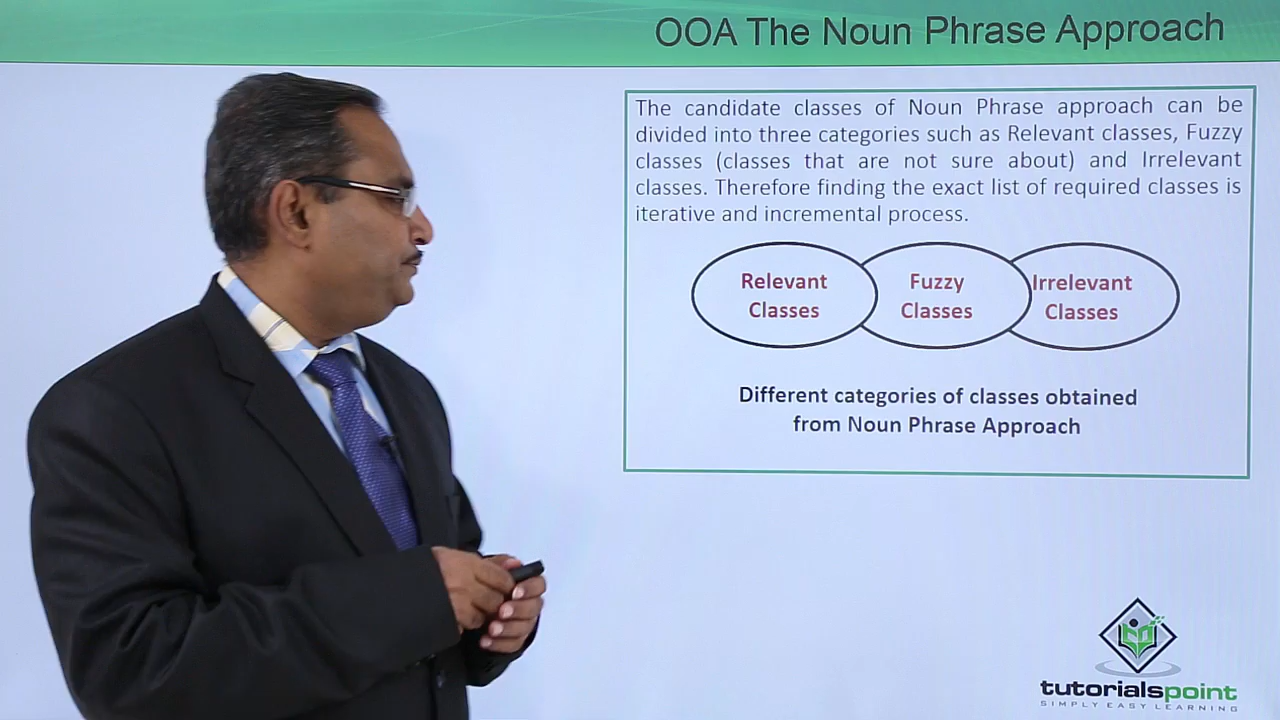 OOA The Noun Phrase Approach
The candidate classes of Noun Phrase approach can be
divided into three categories such as Relevant classes, Fuzzy
classes (classes that are not sure about) and Irrelevant
classes. Therefore finding the exact list of required classes is
iterative and incremental process.
Relevant
Classes
Fuzzy
Classes
Irrelevant
Classes
Different categories of classes obtained
from Noun Phrase Approach
tutorialspoint
SIMPLY EASY LEARNING